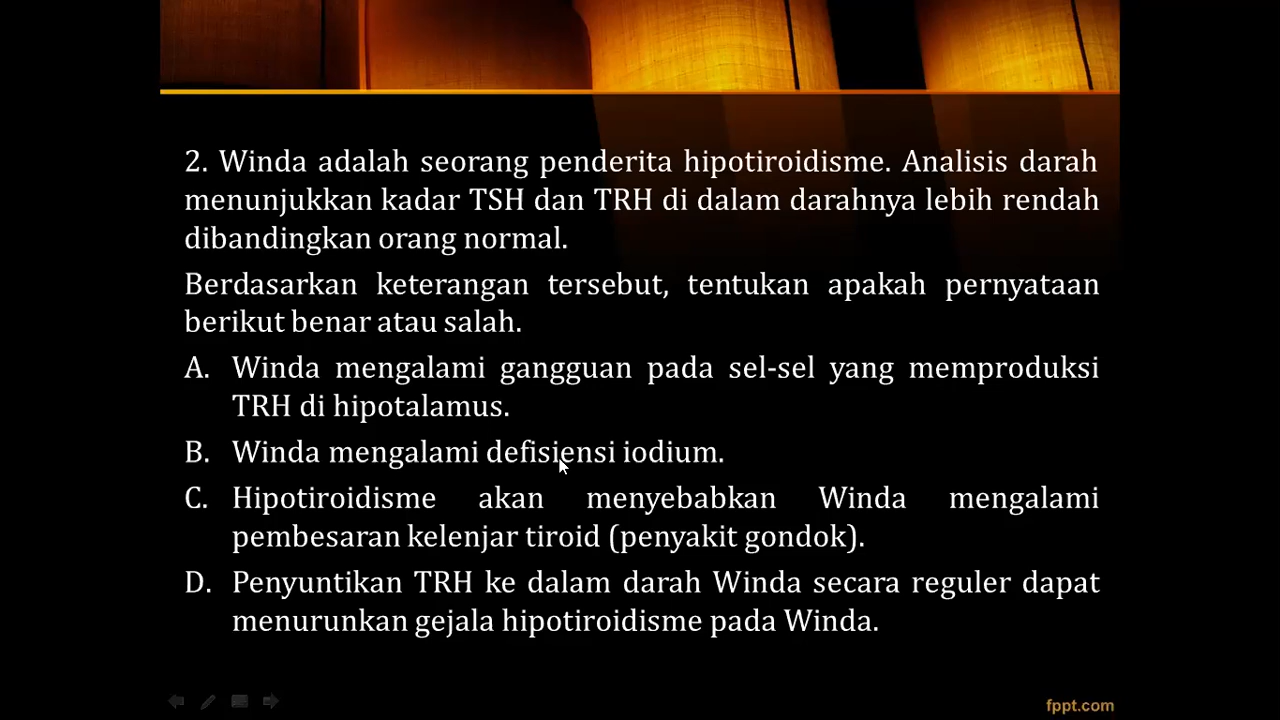 2. Winda adalah seorang penderita hipotiroidisme. Analisis darah
menunjukkan kadar TSH dan TRH di dalam darahnya lebih rendah
dibandingkan orang normal.
Berdasarkan keterangan tersebut, tentukan apakah pernyataan
berikut benar atau salah.
A. Winda mengalami gangguan pada sel-sel yang memproduksi
TRH di hipotalamus.
B. Winda mengalami defisiensi iodium.
C. Hipotiroidisme akan menyebabkan Winda mengalami
pembesaran kelenjar tiroid (penyakit gondok).
D. Penyuntikan TRH ke dalam darah Winda secara reguler dapat
menurunkan gejala hipotiroidisme pada Winda.
fppt.com